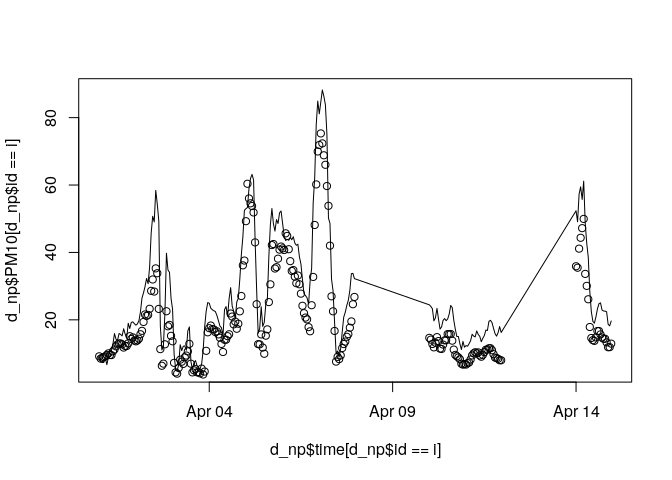 d_np$PM10[d_np$id == i]
80
60
40
20
Apr 04
Apr 09
Apr 14
d_np$time[d_np$id == i]